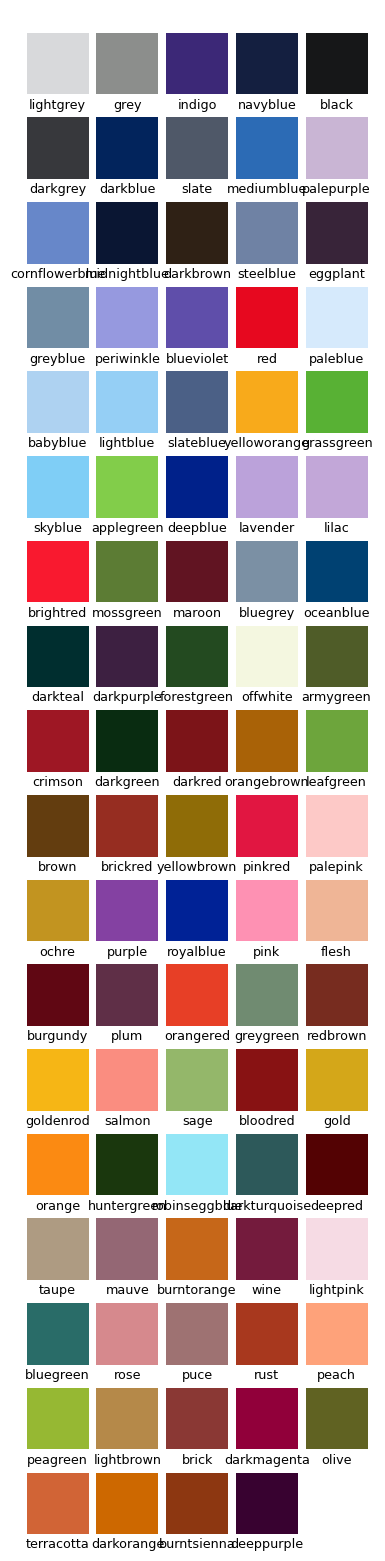 lightgrey grey indigo navyblue black
darkgrey darkblue slate mediumblue palepurple
cornflowerblue midnightblue darkbrown steelblue eggplant
greyblue periwinkle blueviolet red paleblue
babyblue lightblue slateblue yelloworange grassgreen
skyblue applegreen deepblue lavender lilac
brightred mossgreen maroon bluegrey oceanblue
darkteal darkpurple forestgreen offwhite armygreen
crimson darkgreen darkred orangebrown leafgreen
brown brickred yellowbrown pinkred palepink
ochre purple royalblue pink flesh
burgundy plum orangered greygreen redbrown
goldenrod salmon sage bloodred gold
orange huntergreen robinseggblue darkturquoise deepred
taupe mauve burntorange wine lightpink
bluegreen rose puce rust peach
peagreen lightbrown brick darkmagenta olive
terracotta darkorange burntsienna deeppurple